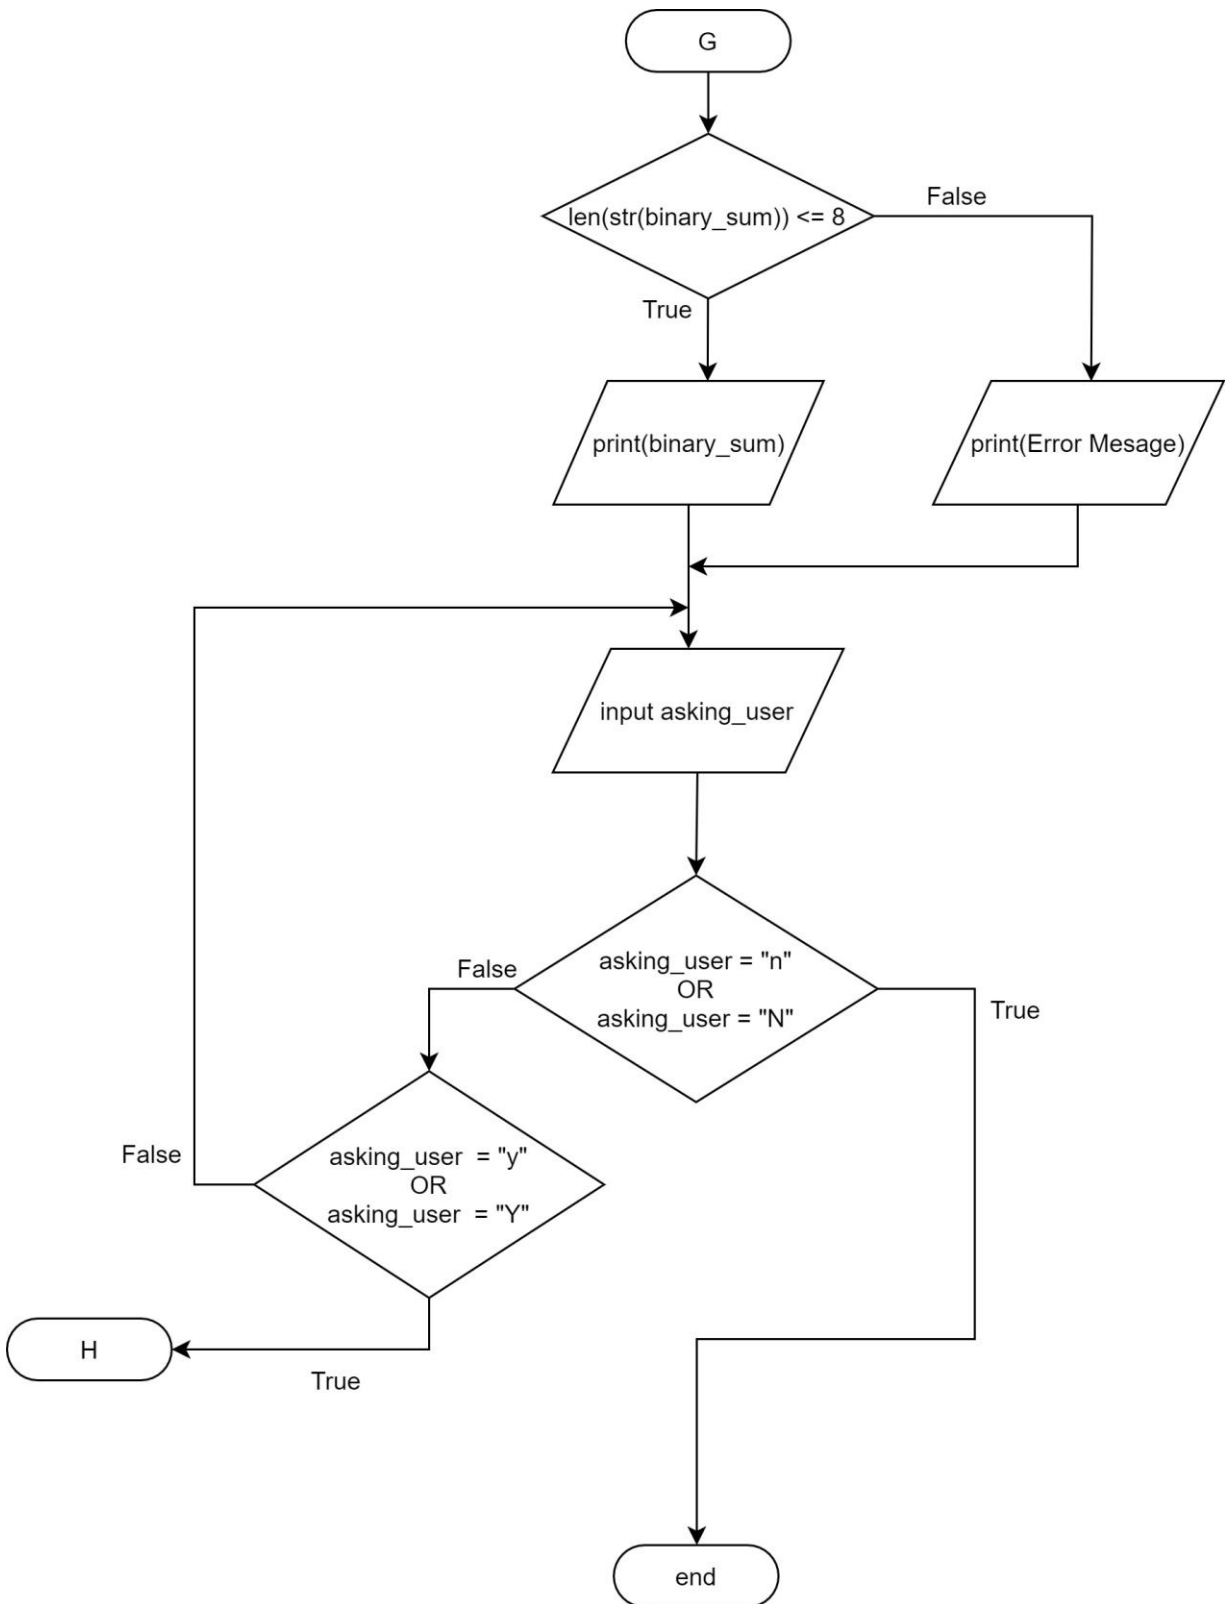 G
len(str(binary_sum)) <= 8
False
True
print(binary_sum)
print(Error Mesage)
input asking_user
asking_user = "n"
OR
asking_user = "N"
False
True
asking_user  = "y"
OR
asking_user  = "Y"
False
True
H
end